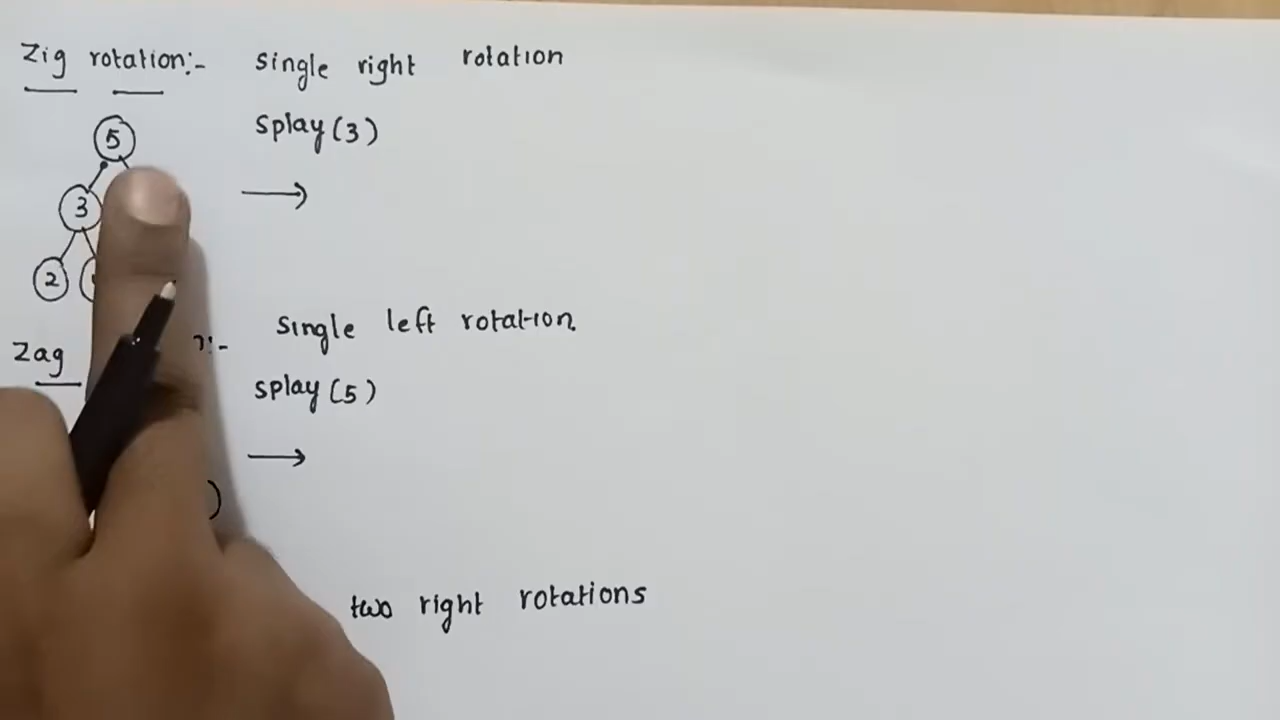 Zig rotation:- single right rotation
splay(3)
5
3
2
single left rotation.
Zag
splay(5)
two right rotations